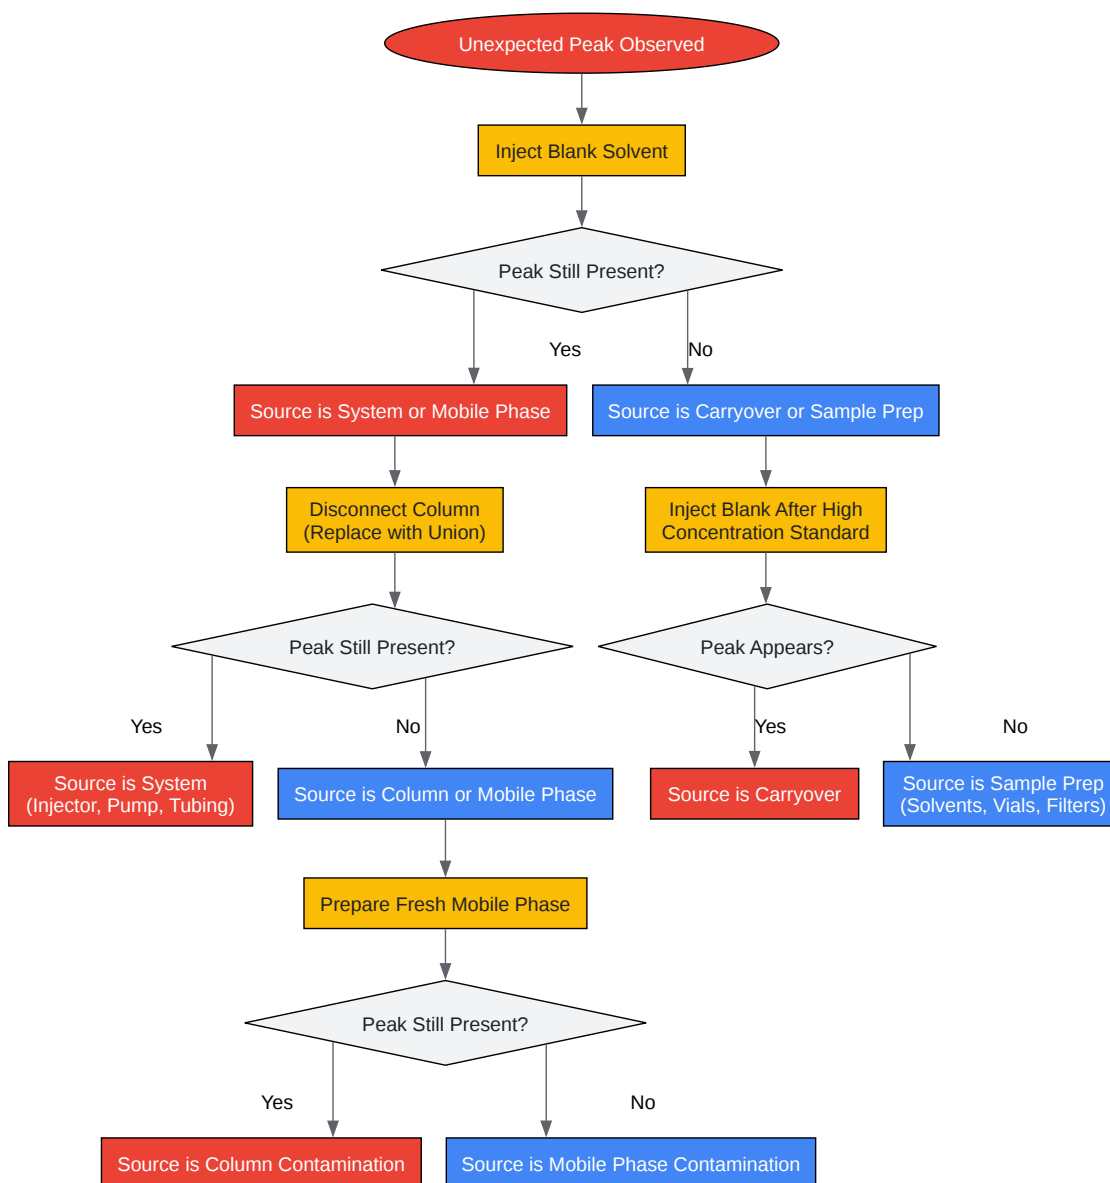 Unexpected Peak Observed
Inject Blank Solvent
Peak Still Present?
Yes
No
Source is System or Mobile Phase
Source is Carryover or Sample Prep
Disconnect Column
(Replace with Union)
Inject Blank After High
Concentration Standard
Peak Still Present?
Peak Appears?
Yes
No
Yes
No
Source is System
(Injector, Pump, Tubing)
Source is Column or Mobile Phase
Source is Carryover
Source is Sample Prep
(Solvents, Vials, Filters)
Prepare Fresh Mobile Phase
Peak Still Present?
Yes
No
Source is Column Contamination
Source is Mobile Phase Contamination